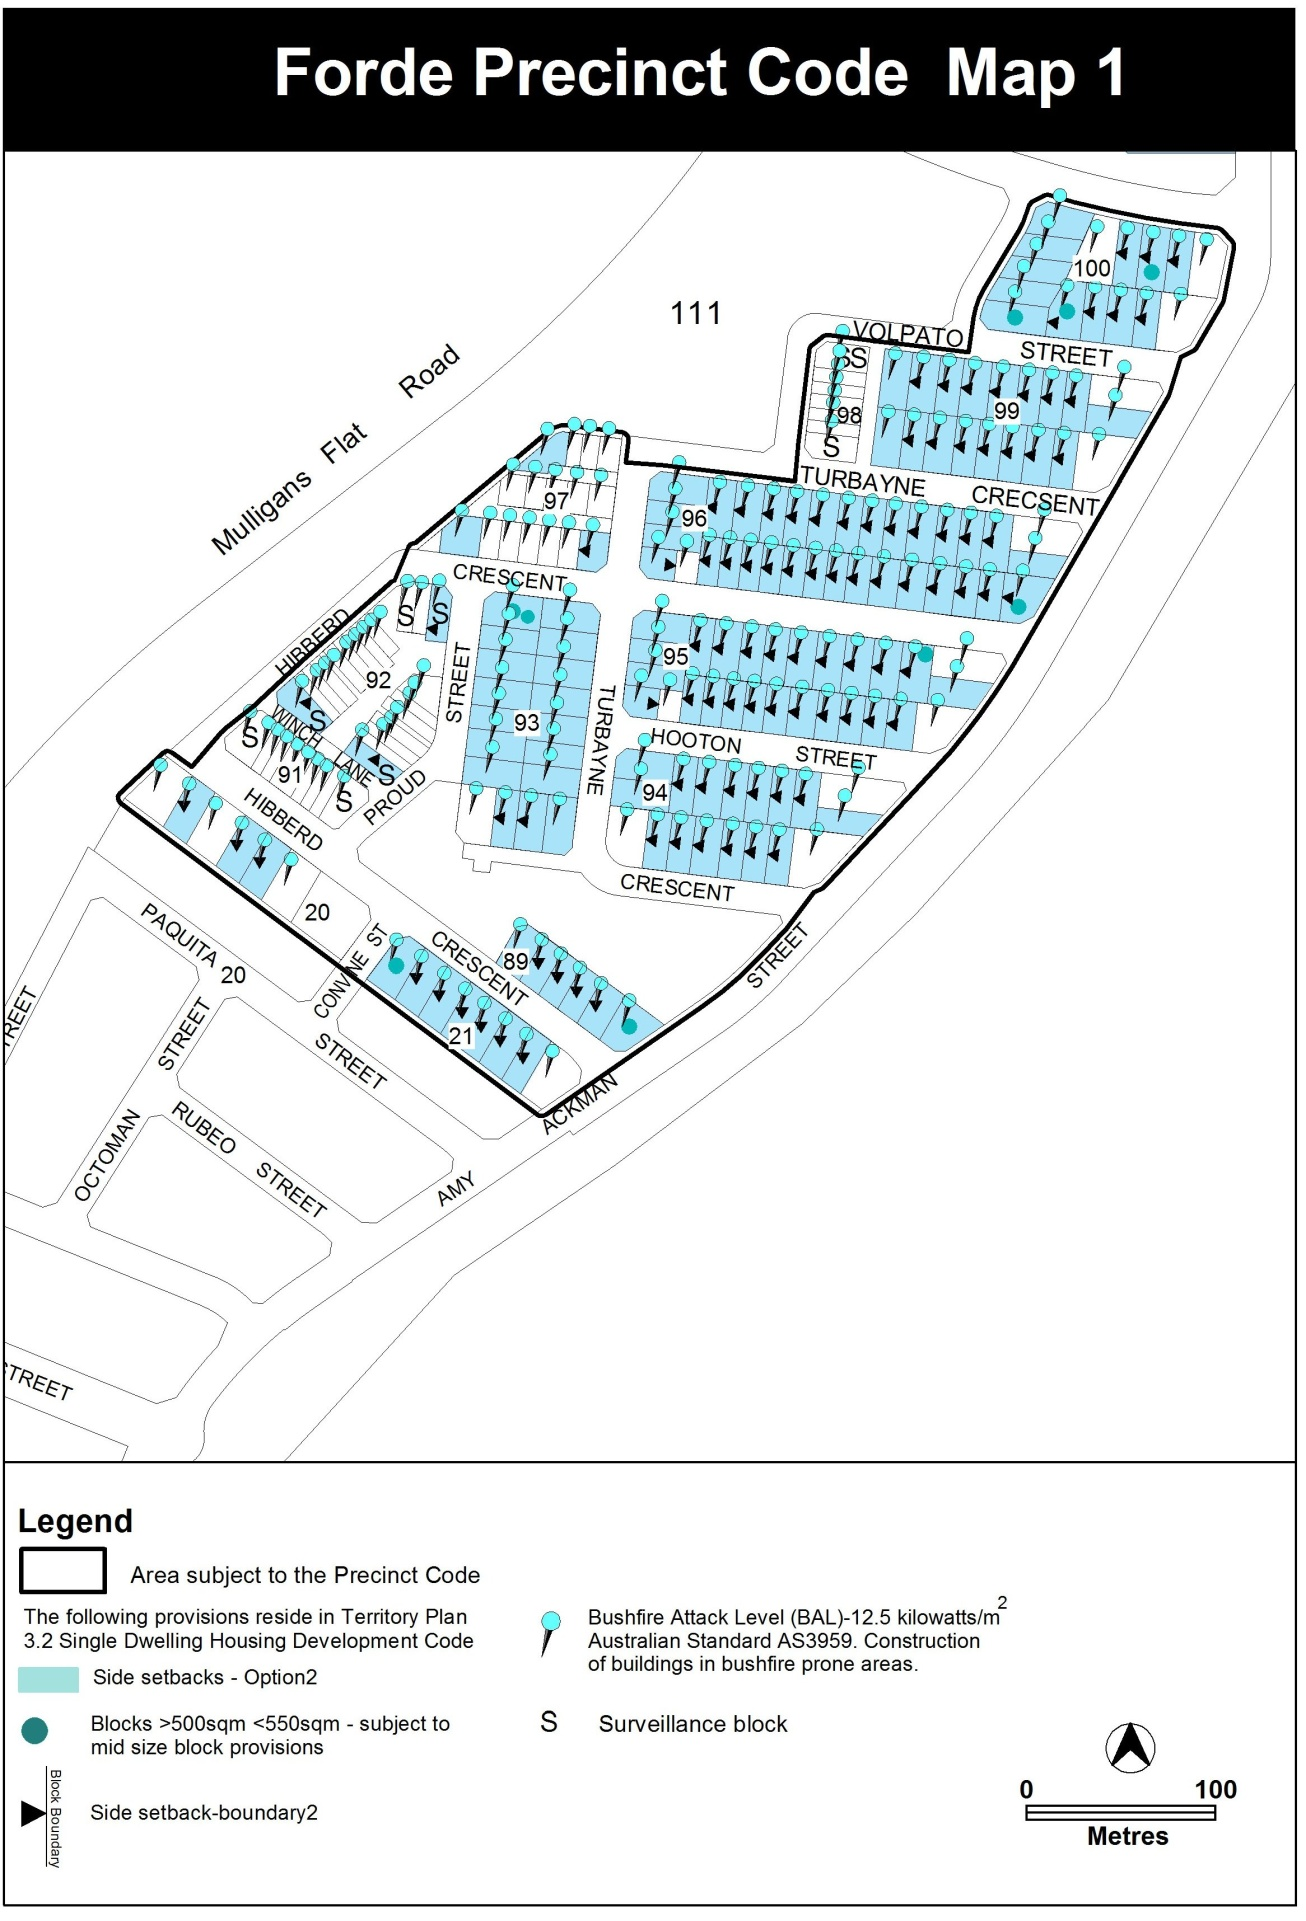 Forde Precinct Code  Map 1
111
100
VOLPATO
STREET
Mulligans Flat Road
SS
98
S
99
TURBAYNE
CRECSENT
97
96
CRESCENT
S
S
HIBBERD
92
STREET
95
S
WINCH
LANE
S
S
93
TURBAYNE
HOOTON
STREET
91
S
PROUD
94
HIBBERD
CRESCENT
20
PAQUITA
20
CONVINE ST
CRESCENT
89
STREET
21
STREET
STREET
ACKMAN
OCTOMAN
RUBEO
STREET
AMY
STREET
Legend
Area subject to the Precinct Code
The following provisions reside in Territory Plan
3.2 Single Dwelling Housing Development Code
Side setbacks - Option2
Blocks >500sqm <550sqm - subject to
mid size block provisions
Block Boundary
Side setback-boundary2
Bushfire Attack Level (BAL)-12.5 kilowatts/m2
Australian Standard AS3959. Construction
of buildings in bushfire prone areas.
S
Surveillance block
0
100
Metres